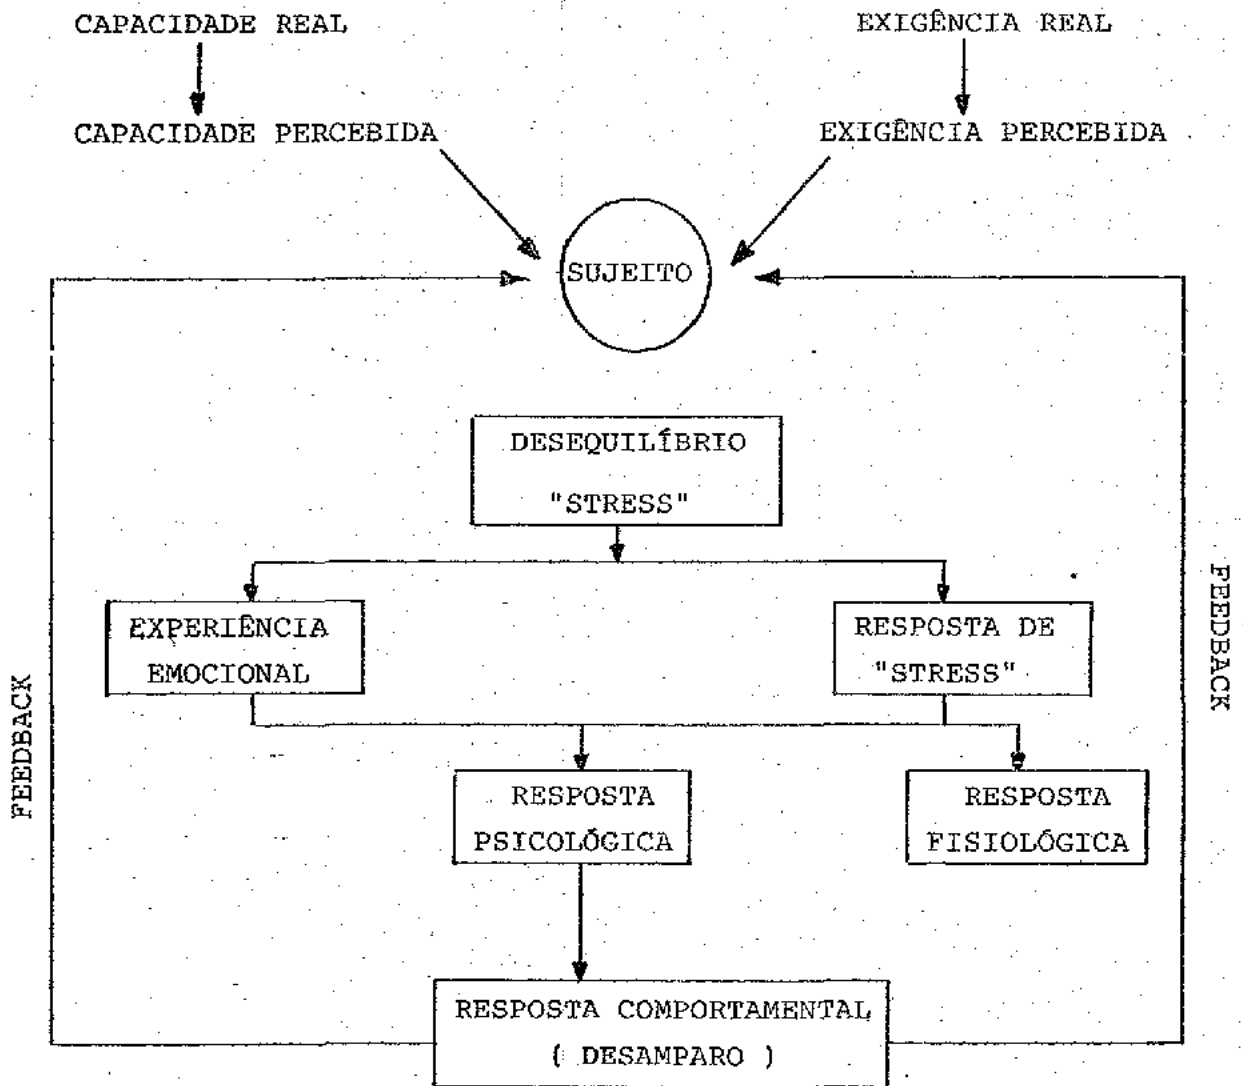 CAPACIDADE REAL
EXIGÊNCIA REAL
CAPACIDADE PERCEBIDA
EXIGÊNCIA PERCEBIDA
SUJEITO
DESEQUILÍBRIO
"STRESS"
EXPERIÊNCIA
EMOCIONAL
RESPOSTA DE
"STRESS"
FEEDBACK
FEEDBACK
RESPOSTA
PSICOLÓGICA
RESPOSTA
FISIOLÓGICA
RESPOSTA COMPORTAMENTAL
( DESAMPARO )